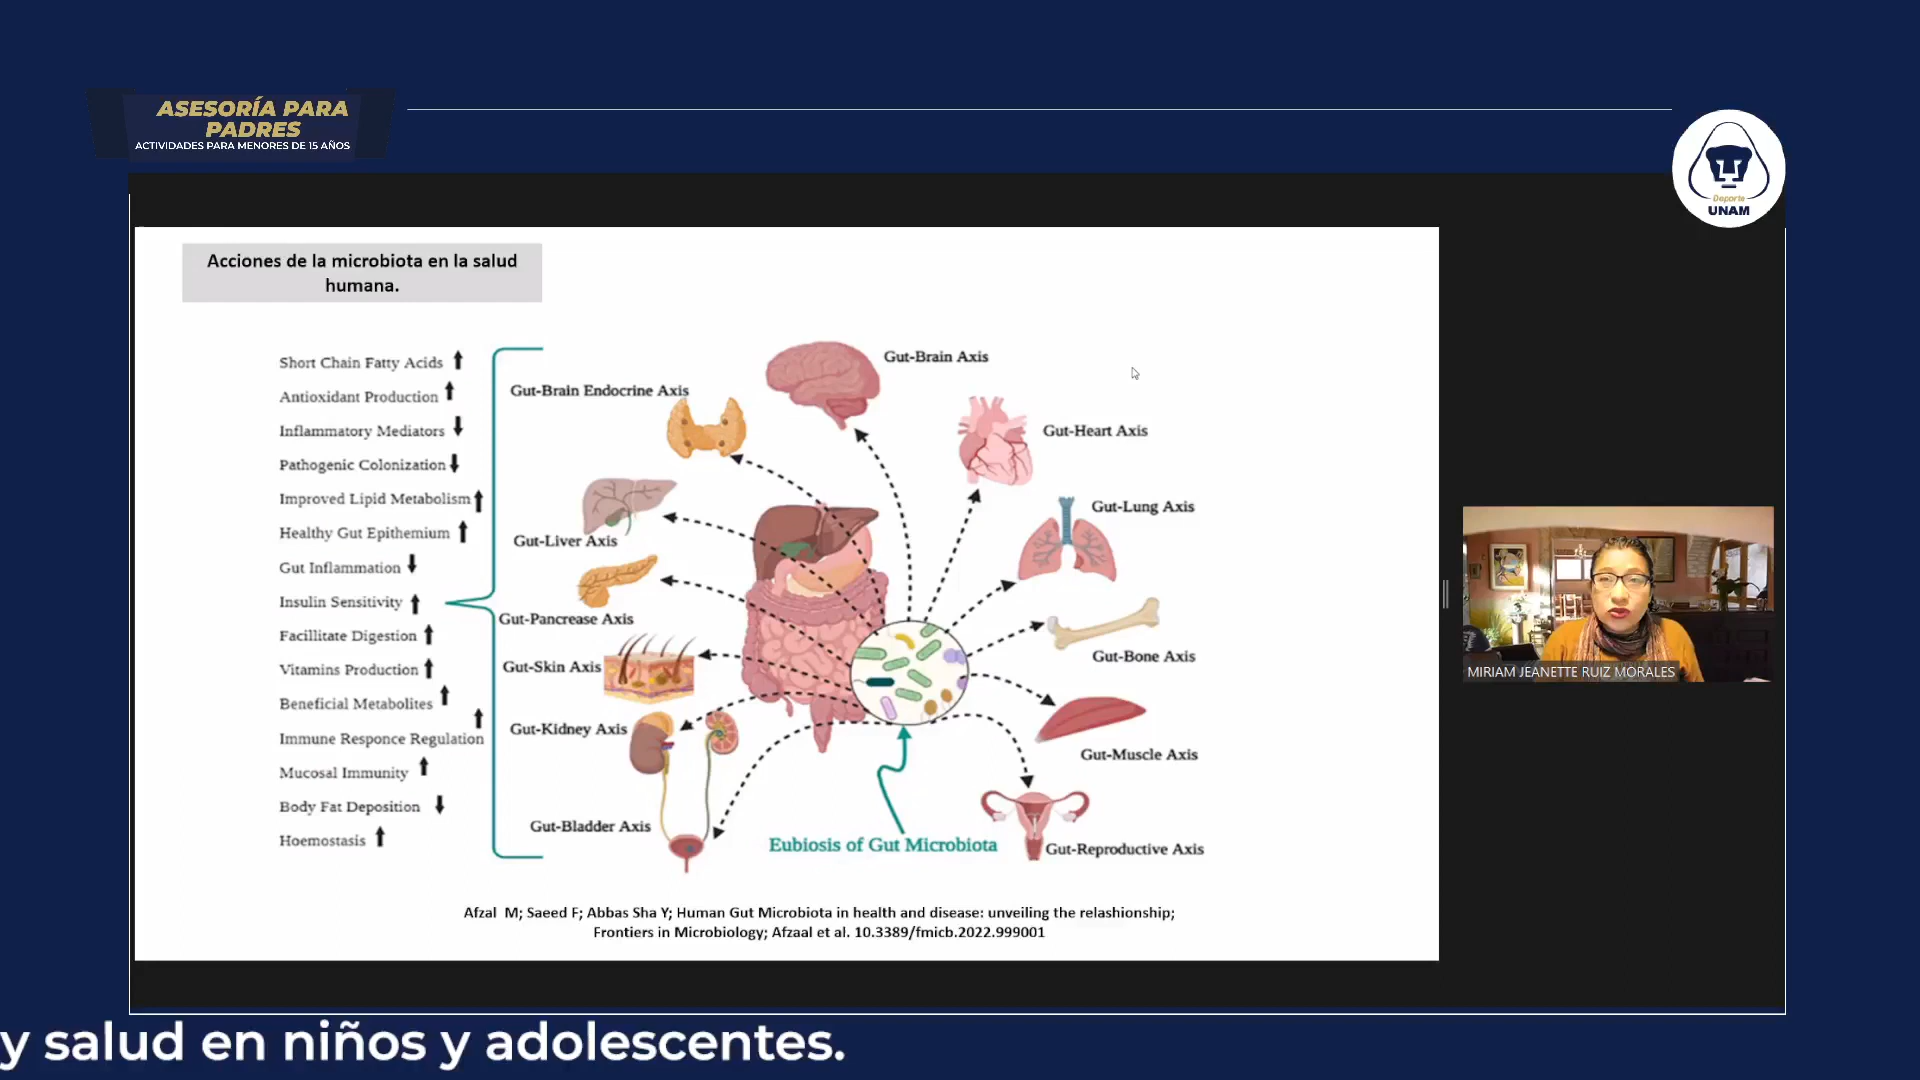 ASESORÍA PARA
PADRES
ACTIVIDADES PARA MENORES DE 15 AÑOS
Deporte
UNAM
Acciones de la microbiota en la salud
humana.
Short Chain Fatty Acids
Antioxidant Production
Inflammatory Mediators
Pathogenic Colonization
Improved Lipid Metabolism
Healthy Gut Epithemium
Gut Inflammation
Insulin Sensitivity
Facillitate Digestion
Vitamins Production
Beneficial Metabolites
Immune Responce Regulation
Mucosal Immunity
Body Fat Deposition
Hoemostasis
Gut-Brain Endocrine Axis
Gut-Liver Axis
Gut-Pancrease Axis
Gut-Skin Axis
Gut-Kidney Axis
Gut-Bladder Axis
Gut-Brain Axis
Gut-Heart Axis
Gut-Lung Axis
Gut-Bone Axis
Gut-Muscle Axis
Gut-Reproductive Axis
Eubiosis of Gut Microbiota
Afzal M; Saeed F; Abbas Sha Y; Human Gut Microbiota in health and disease: unveiling the relashionship;
Frontiers in Microbiology; Afzaal et al. 10.3389/fmicb.2022.999001
MIRIAM JEANETTE RUIZ MORALES
y salud en niños y adolescentes.